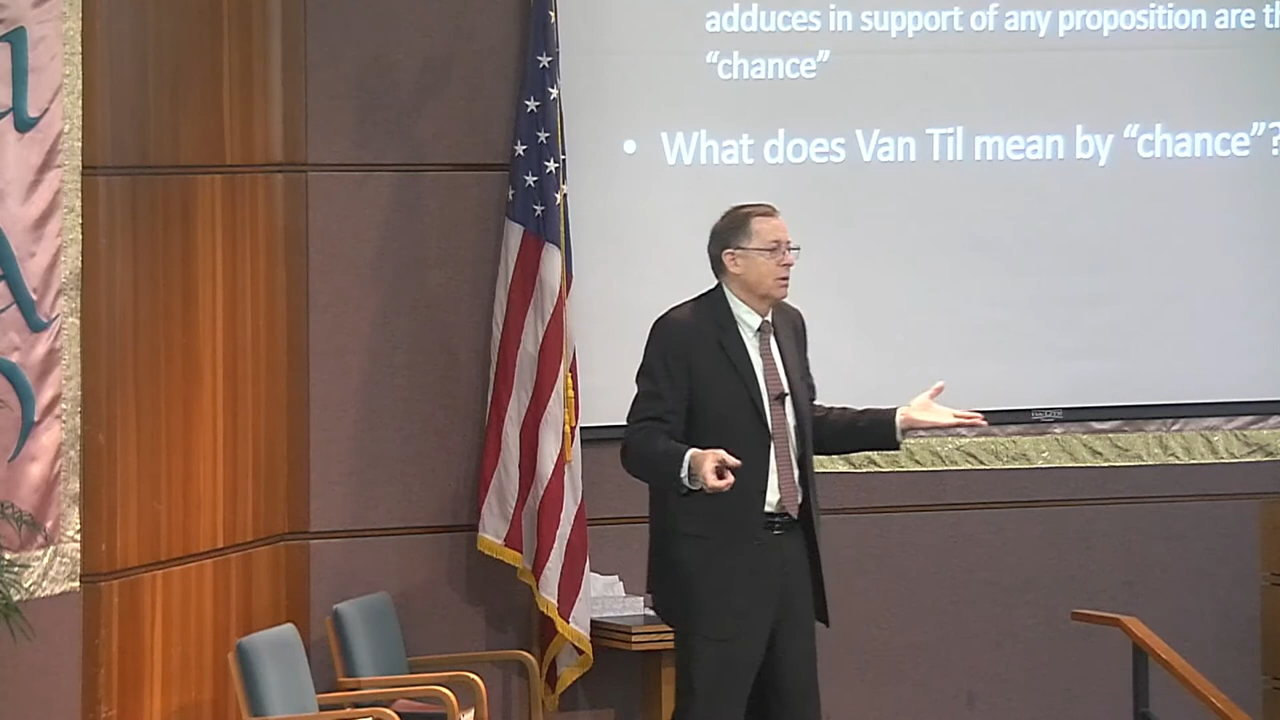 adduces in support of any proposition are
“chance”
• What does Van Til mean by “chance”?